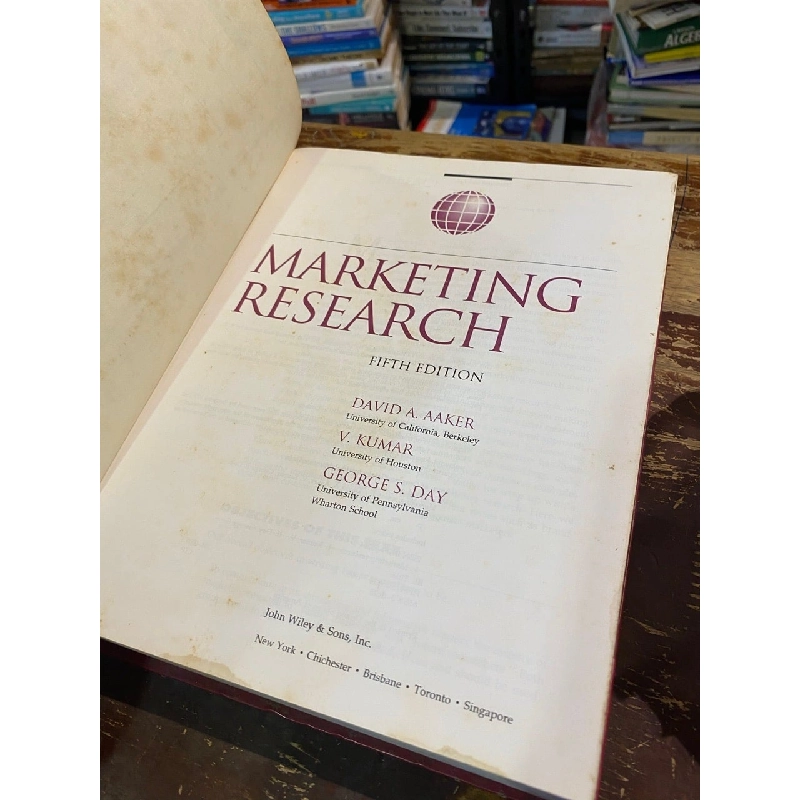 ALGEB
MARKETING
RESEARCH
FIFTH EDITION
DAVID A. AAKER
University of California, Berkeley
V. KUMAR
University of Houston
GEORGE S. DAY
University of Pennsylvania
Wharton School
John Wiley & Sons, Inc.
New York • Chichester • Brisbane • Toronto • Singapore